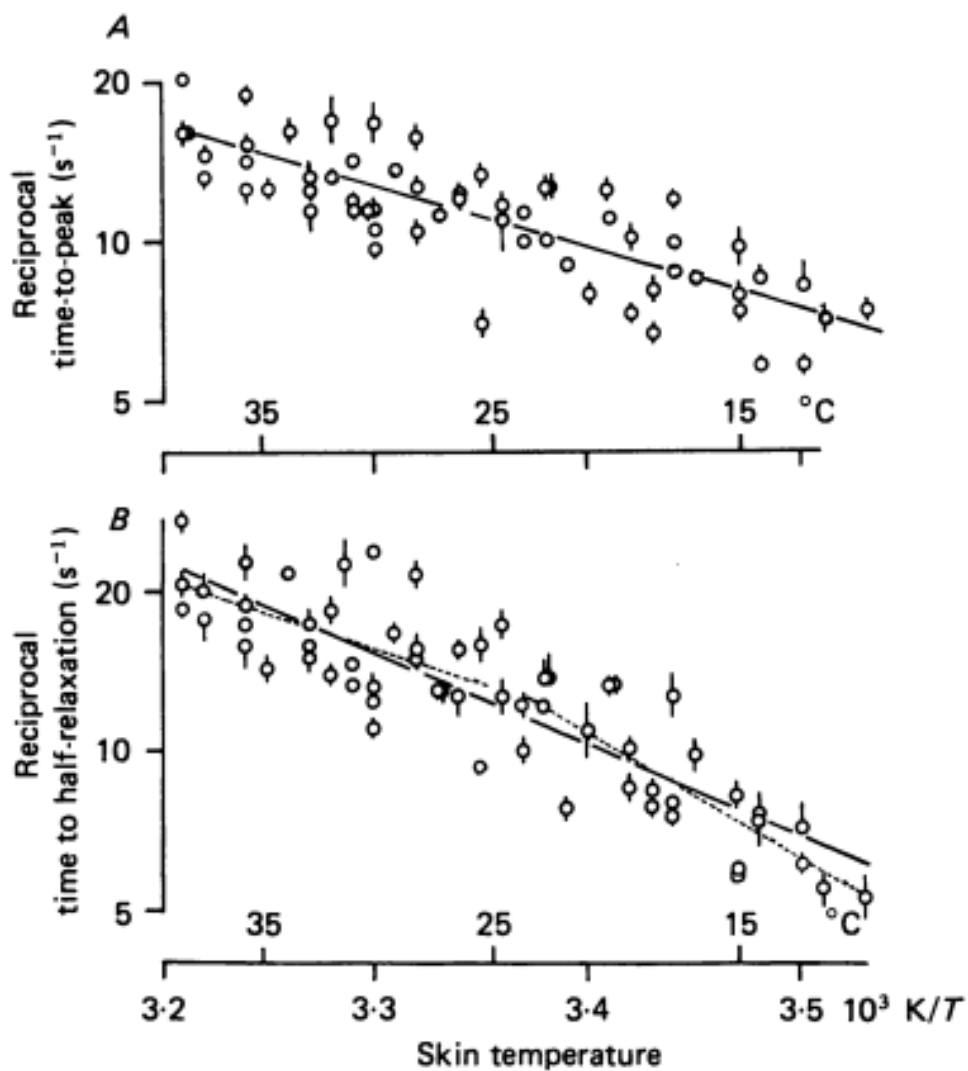 A
Reciprocal
time-to-peak (s⁻¹)
20
10
5
35 25 15 °C
B
Reciprocal
time to half-relaxation (s⁻¹)
20
10
5
35 25 15 °C
3·2 3·3 3·4 3·5 10³ K/T
Skin temperature